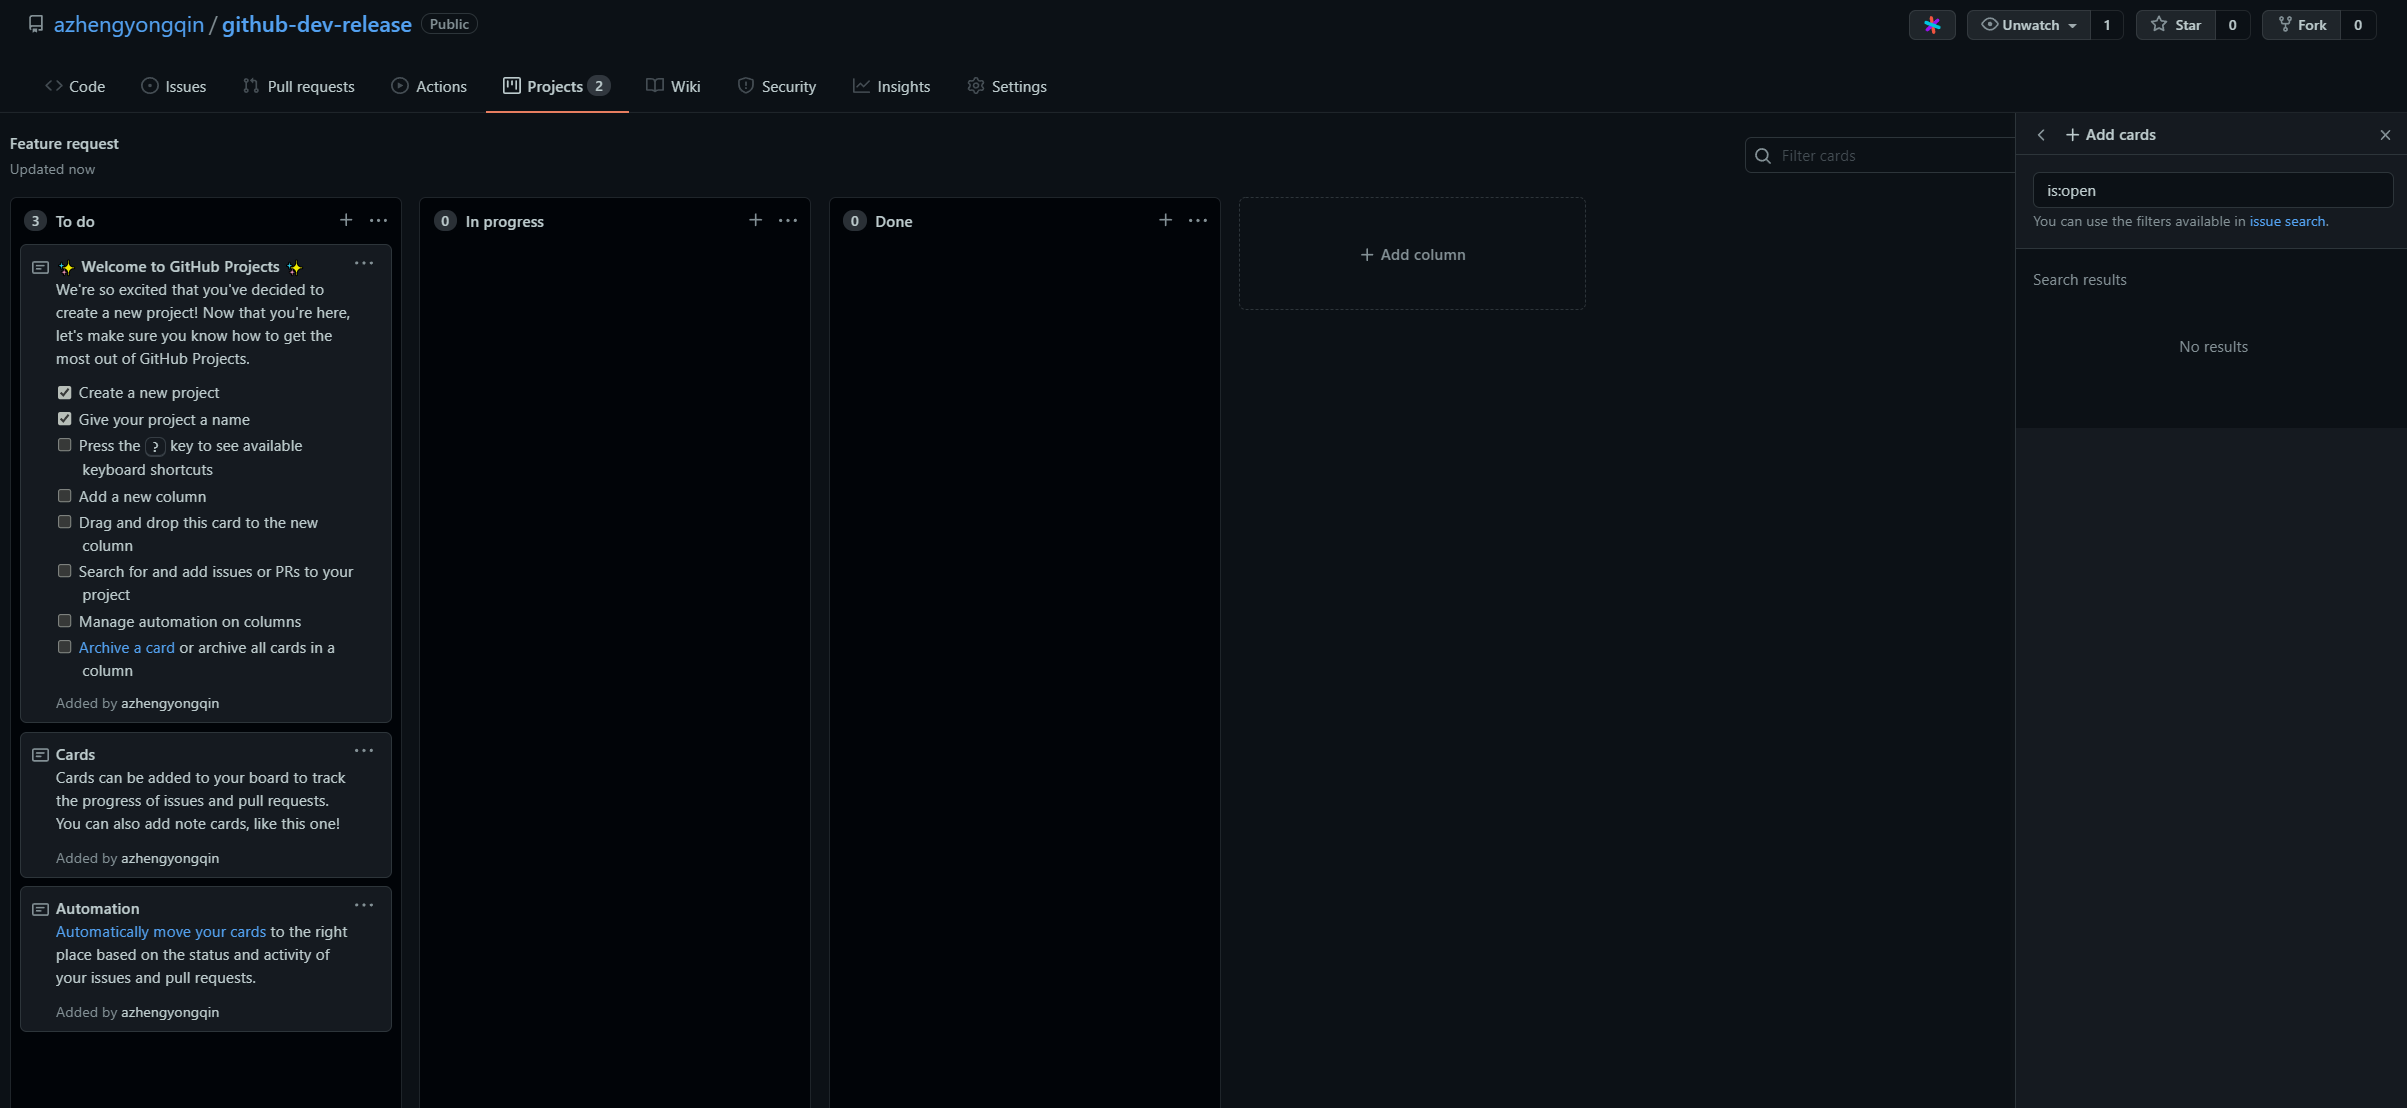 azhengyongqin / github-dev-release Public
Unwatch 1 Star 0 Fork 0
Code Issues Pull requests Actions Projects 2 Wiki Security Insights Settings
Feature request
Updated now
Filter cards
3 To do
✨ Welcome to GitHub Projects ✨
We're so excited that you've decided to
create a new project! Now that you're here,
let's make sure you know how to get the
most out of GitHub Projects.
Create a new project
Give your project a name
Press the ? key to see available
keyboard shortcuts
Add a new column
Drag and drop this card to the new
column
Search for and add issues or PRs to your
project
Manage automation on columns
Archive a card or archive all cards in a
column
Added by azhengyongqin
Cards
Cards can be added to your board to track
the progress of issues and pull requests.
You can also add note cards, like this one!
Added by azhengyongqin
Automation
Automatically move your cards to the right
place based on the status and activity of
your issues and pull requests.
Added by azhengyongqin
0 In progress
0 Done
Add column
Add cards
is:open
You can use the filters available in issue search.
Search results
No results